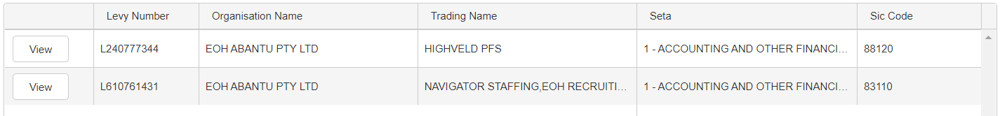 Levy Number Organisation Name Trading Name Seta Sic Code
View L240777344 EOH ABANTU PTY LTD HIGHVELD PFS 1 - ACCOUNTING AND OTHER FINANCI... 88120
View L610761431 EOH ABANTU PTY LTD NAVIGATOR STAFFING,EOH RECRUITI... 1 - ACCOUNTING AND OTHER FINANCI... 83110